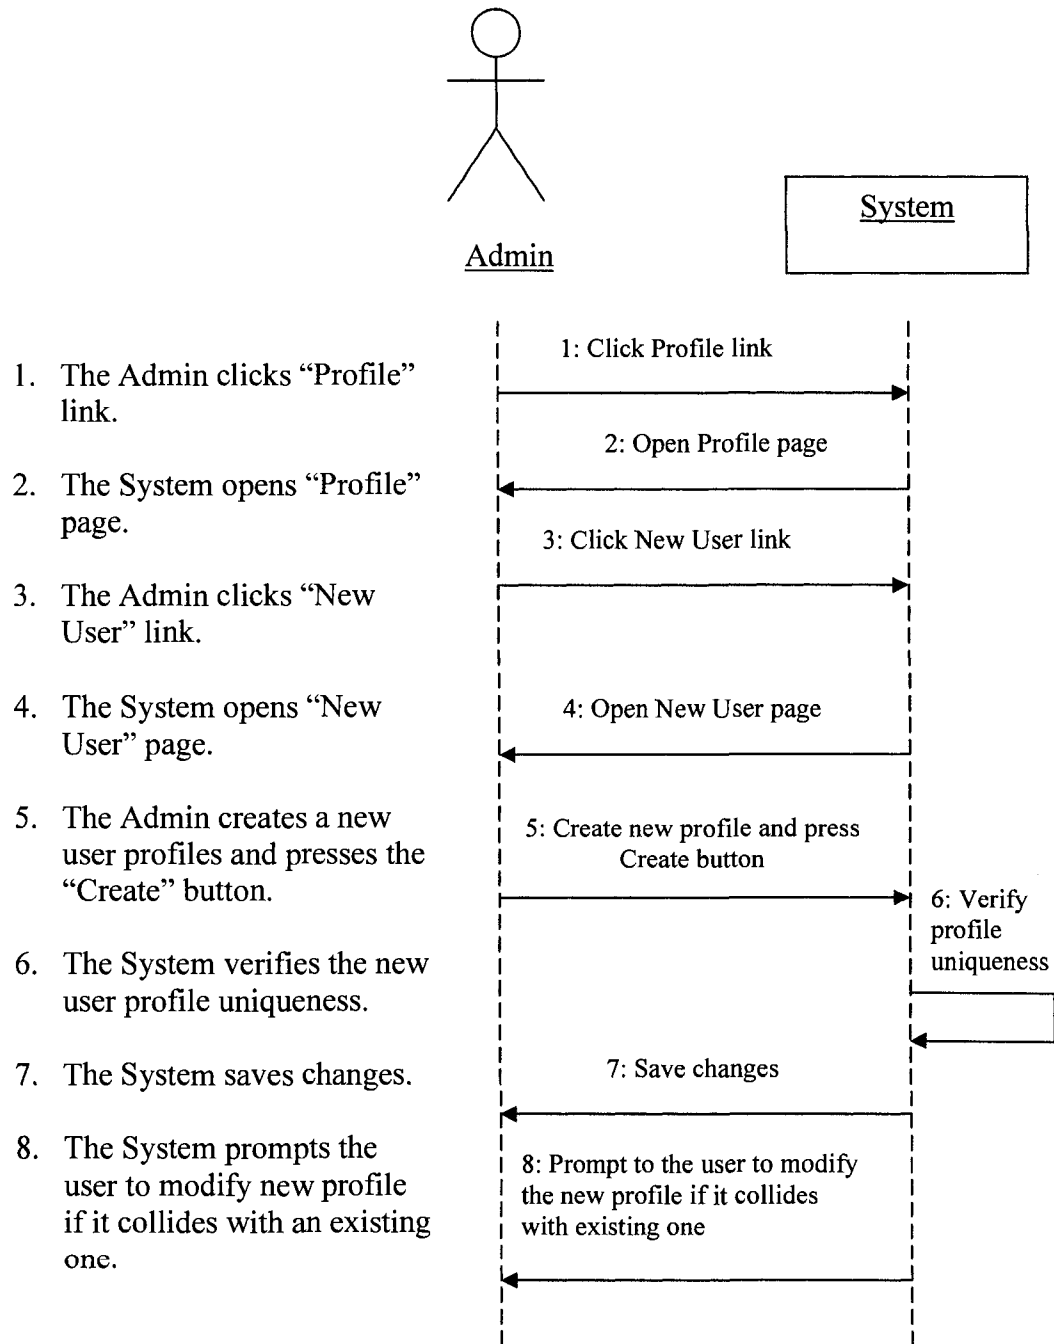 System
Admin
1. The Admin clicks “Profile”
link.
2. The System opens “Profile”
page.
3. The Admin clicks “New
User” link.
4. The System opens “New
User” page.
5. The Admin creates a new
user profiles and presses the
“Create” button.
6. The System verifies the new
user profile uniqueness.
7. The System saves changes.
8. The System prompts the
user to modify new profile
if it collides with an existing
one.
1: Click Profile link
2: Open Profile page
3: Click New User link
4: Open New User page
5: Create new profile and press
Create button
6: Verify
profile
uniqueness
7: Save changes
8: Prompt to the user to modify
the new profile if it collides
with existing one